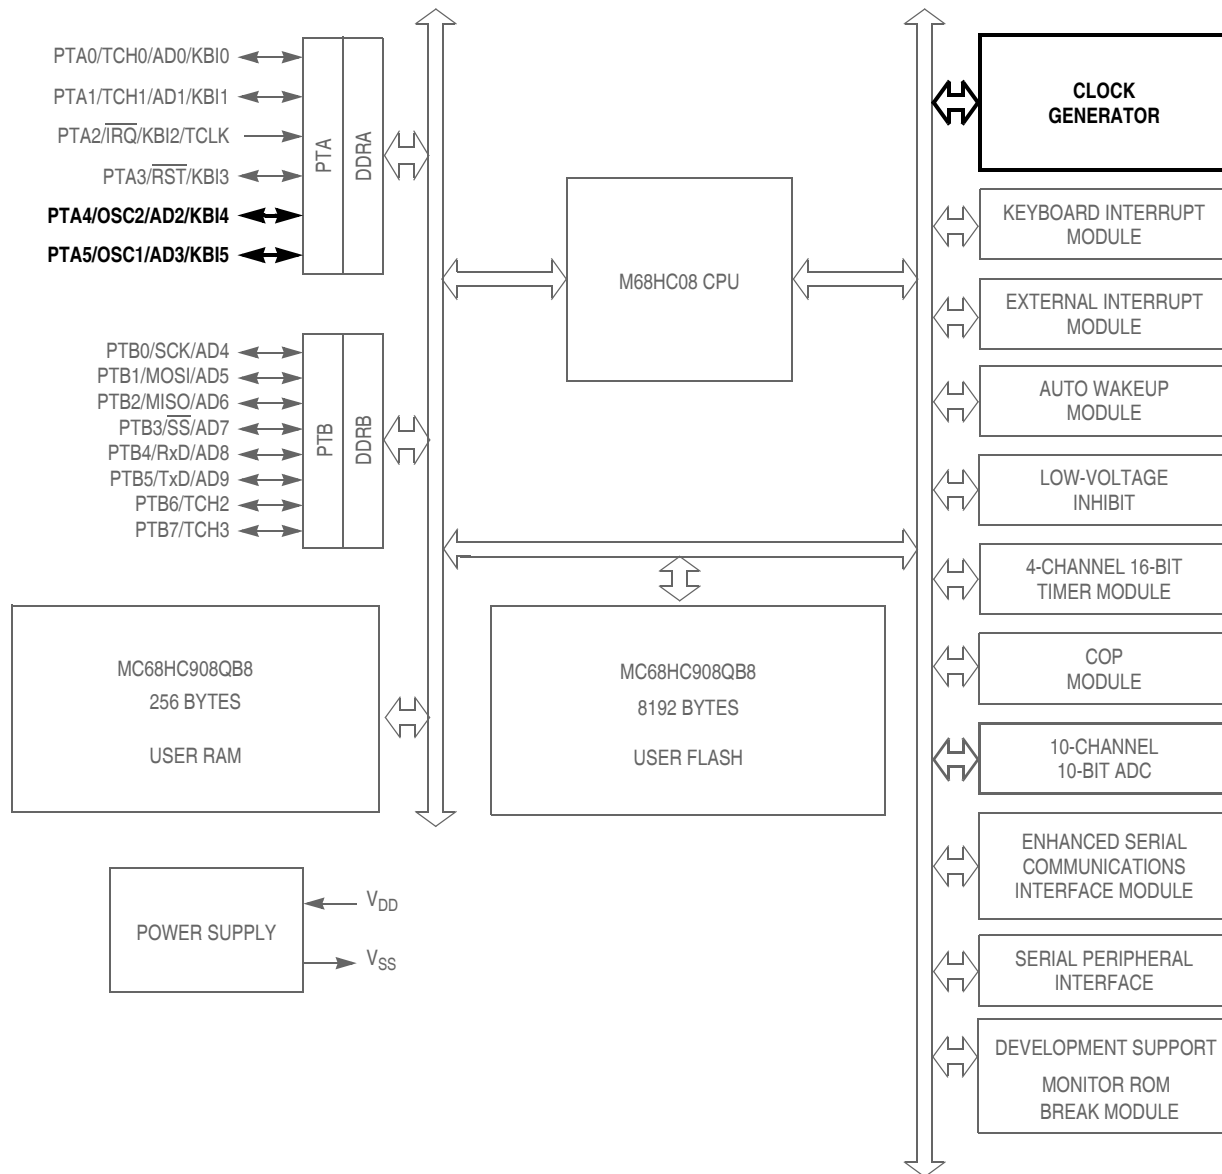 PTA0/TCH0/AD0/KBI0
PTA1/TCH1/AD1/KBI1
PTA2/I̅R̅Q̅/KBI2/TCLK
PTA3/R̅S̅T̅/KBI3
PTA4/OSC2/AD2/KBI4
PTA5/OSC1/AD3/KBI5
PTA
DDRA
PTB0/SCK/AD4
PTB1/MOSI/AD5
PTB2/MISO/AD6
PTB3/S̅S̅/AD7
PTB4/RxD/AD8
PTB5/TxD/AD9
PTB6/TCH2
PTB7/TCH3
PTB
DDRB
M68HC08 CPU
MC68HC908QB8
256 BYTES
USER RAM
MC68HC908QB8
8192 BYTES
USER FLASH
POWER SUPPLY
VDD
VSS
CLOCK
GENERATOR
KEYBOARD INTERRUPT
MODULE
EXTERNAL INTERRUPT
MODULE
AUTO WAKEUP
MODULE
LOW-VOLTAGE
INHIBIT
4-CHANNEL 16-BIT
TIMER MODULE
COP
MODULE
10-CHANNEL
10-BIT ADC
ENHANCED SERIAL
COMMUNICATIONS
INTERFACE MODULE
SERIAL PERIPHERAL
INTERFACE
DEVELOPMENT SUPPORT
MONITOR ROM
BREAK MODULE